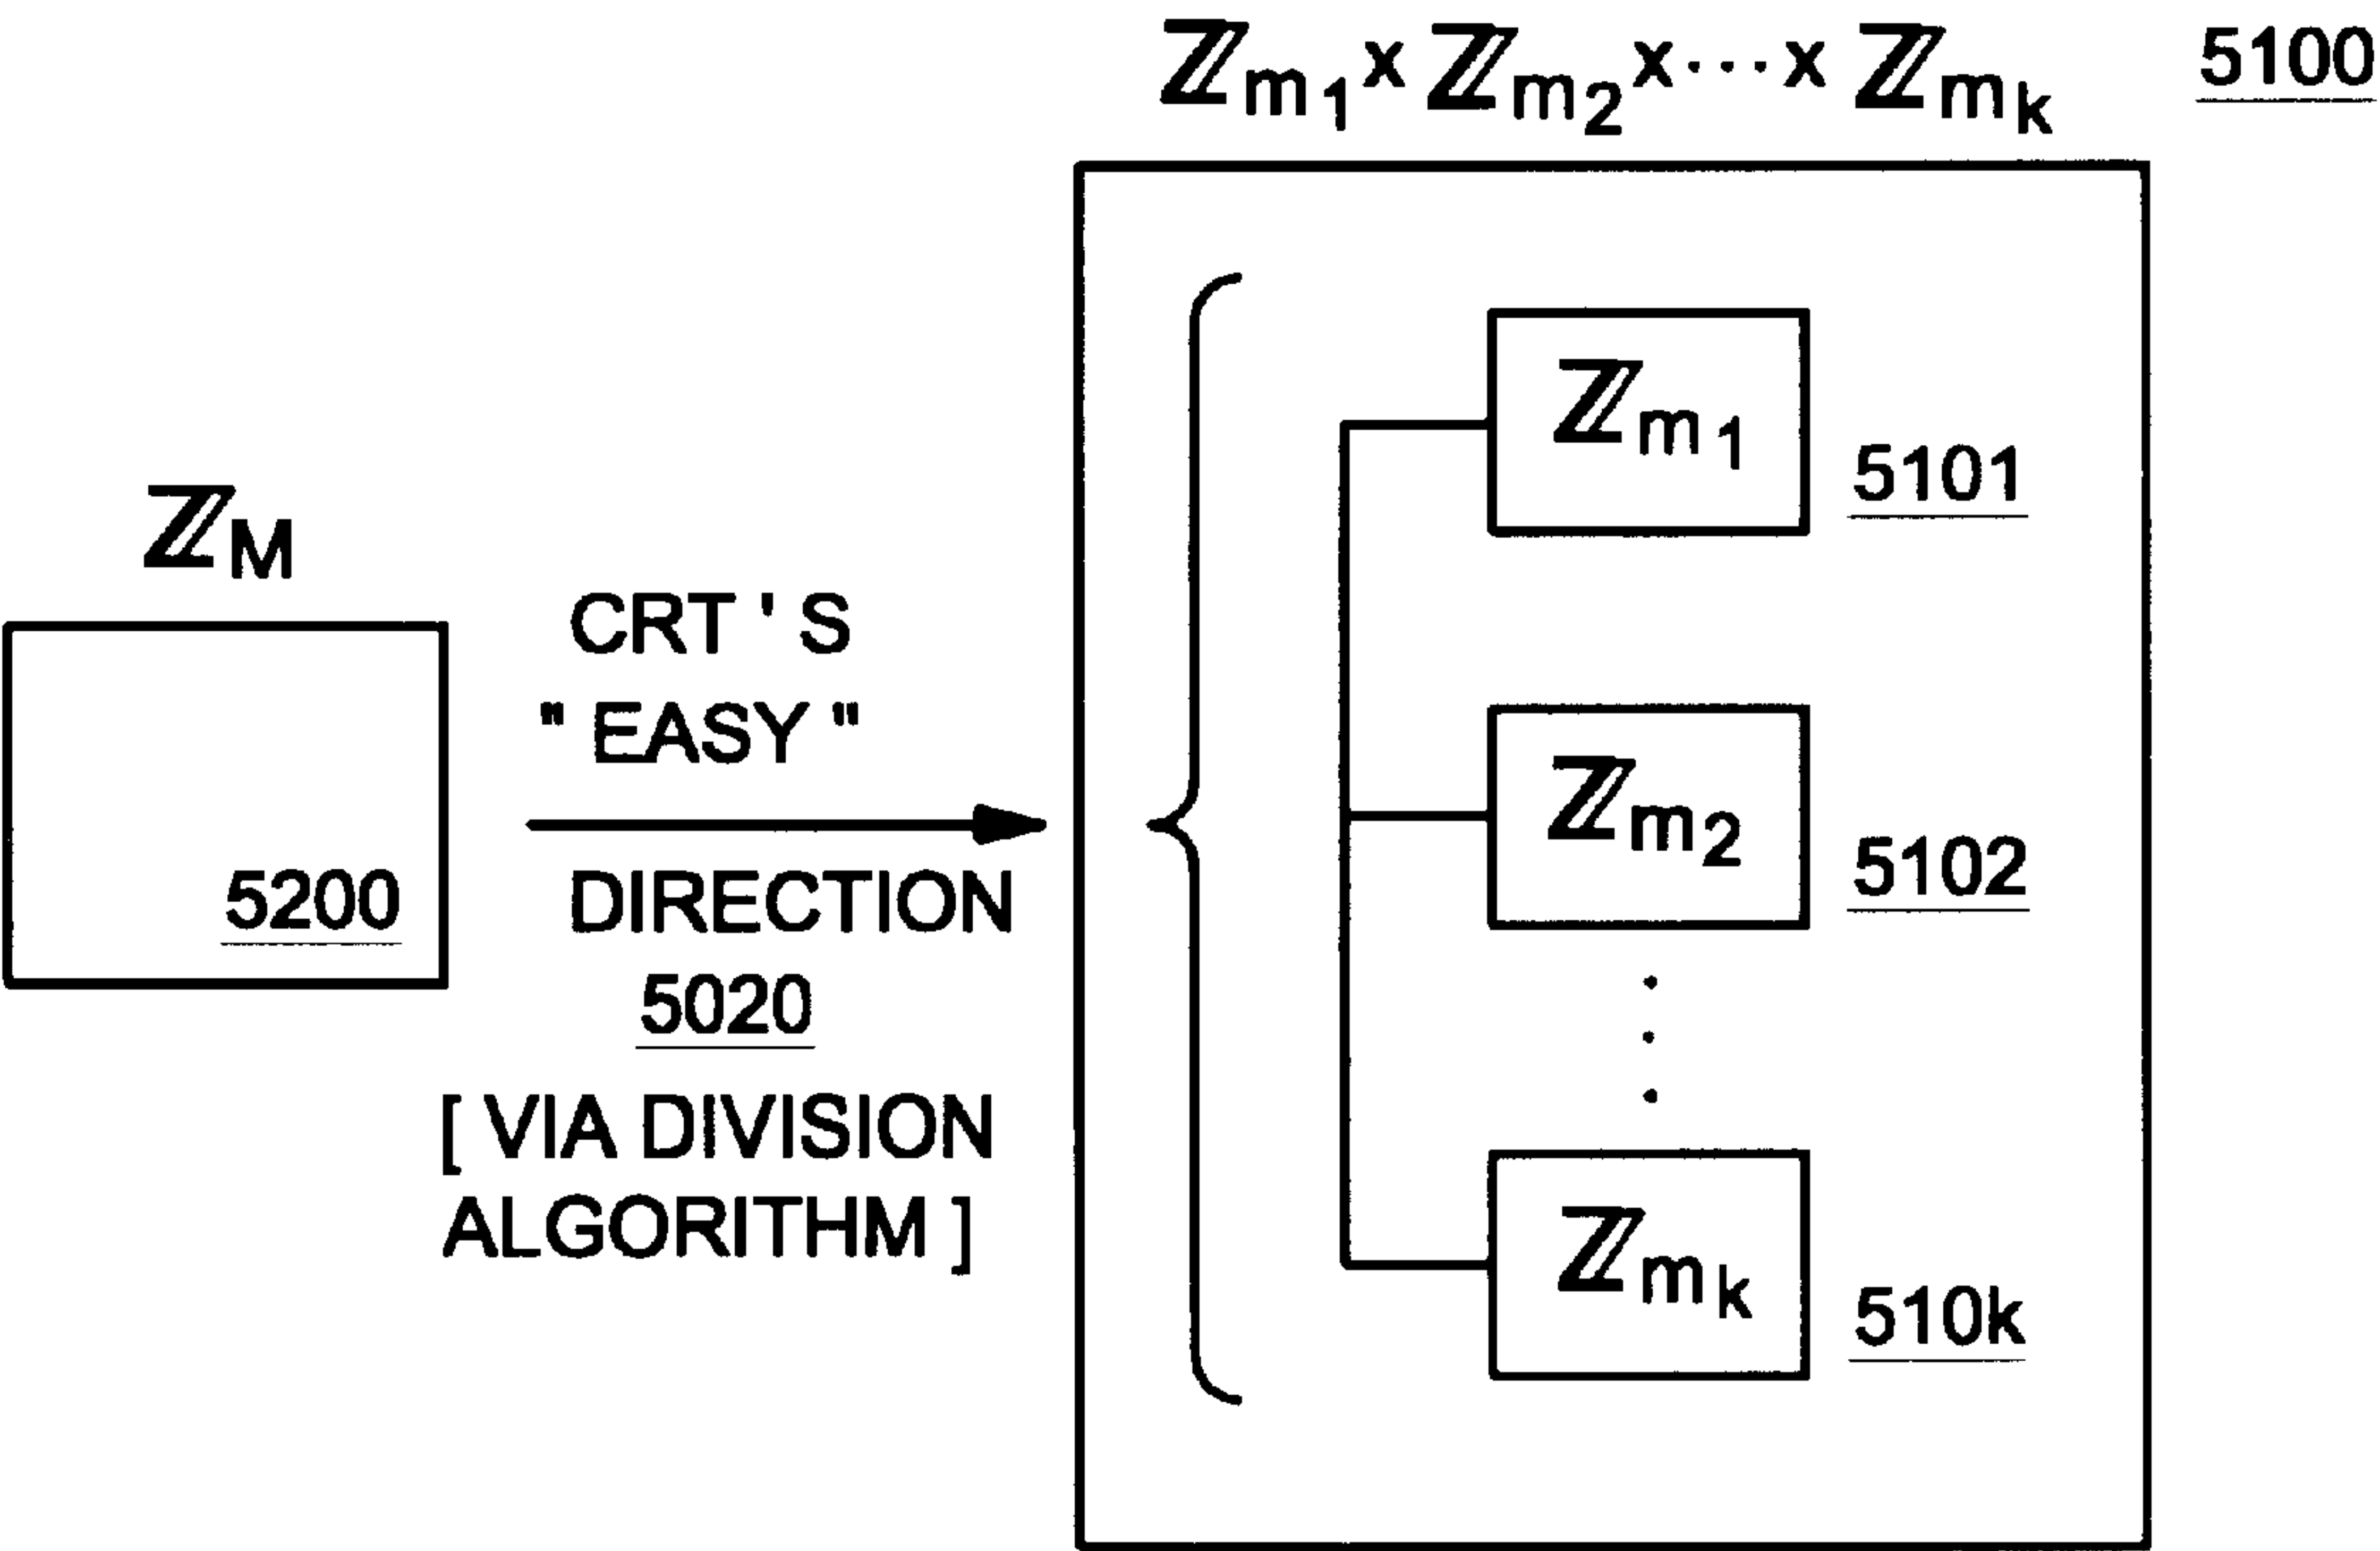 ℤm1 x ℤm2 x ... x ℤmk 5100
ℤm1
5101
ℤM
CRT'S
"EASY"
ℤm2
5102
5200
DIRECTION
5020
[ VIA DIVISION
ALGORITHM ]
ℤmk
510k